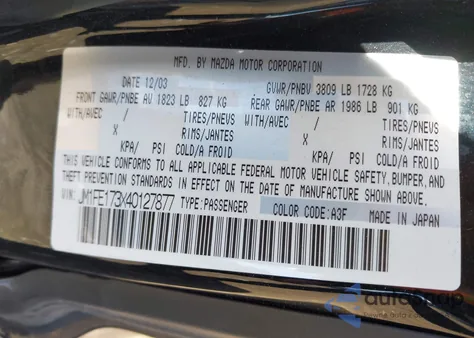 MFD. BY MAZDA MOTOR CORPORATION
DATE 12/03 GVWR/PNBV 3809 LB 1728 KG
FRONT GAWR/PNBE AV 1823 LB 827 KG REAR GAWR/PNBE AR 1986 LB 901 KG
WITH/AVEC / TIRES/PNEUS WITH/AVEC / TIRES/PNEUS
X RIMS/JANTES X RIMS/JANTES
KPA/ PSI COLD/A FROID KPA/ PSI COLD/A FROID
THIS VEHICLE CONFORMS TO ALL APPLICABLE FEDERAL MOTOR VEHICLE SAFETY, BUMPER, AND
THEFT PREVENTION STANDARDS IN EFFECT ON THE DATE OF MANUFACTURE SHOWN ABOVE.
VIN: JM1FE173X40127877 TYPE:PASSENGER COLOR CODE:A3F MADE IN JAPAN